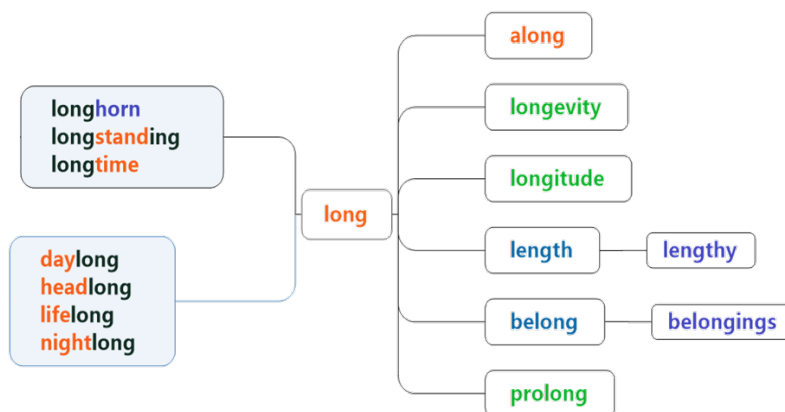 longhorn
longstanding
longtime
daylong
headlong
lifelong
nightlong
long
along
longevity
longitude
length
lengthy
belong
belongings
prolong